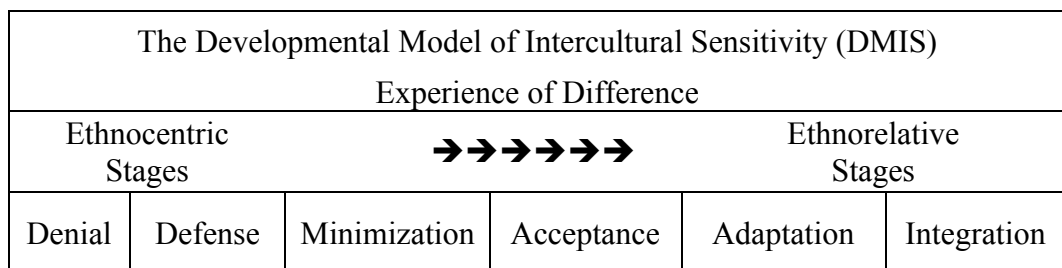 The Developmental Model of Intercultural Sensitivity (DMIS)
Experience of Difference
Ethnocentric
Stages
➔➔➔➔➔➔
Ethnorelative
Stages
Denial
Defense
Minimization
Acceptance
Adaptation
Integration